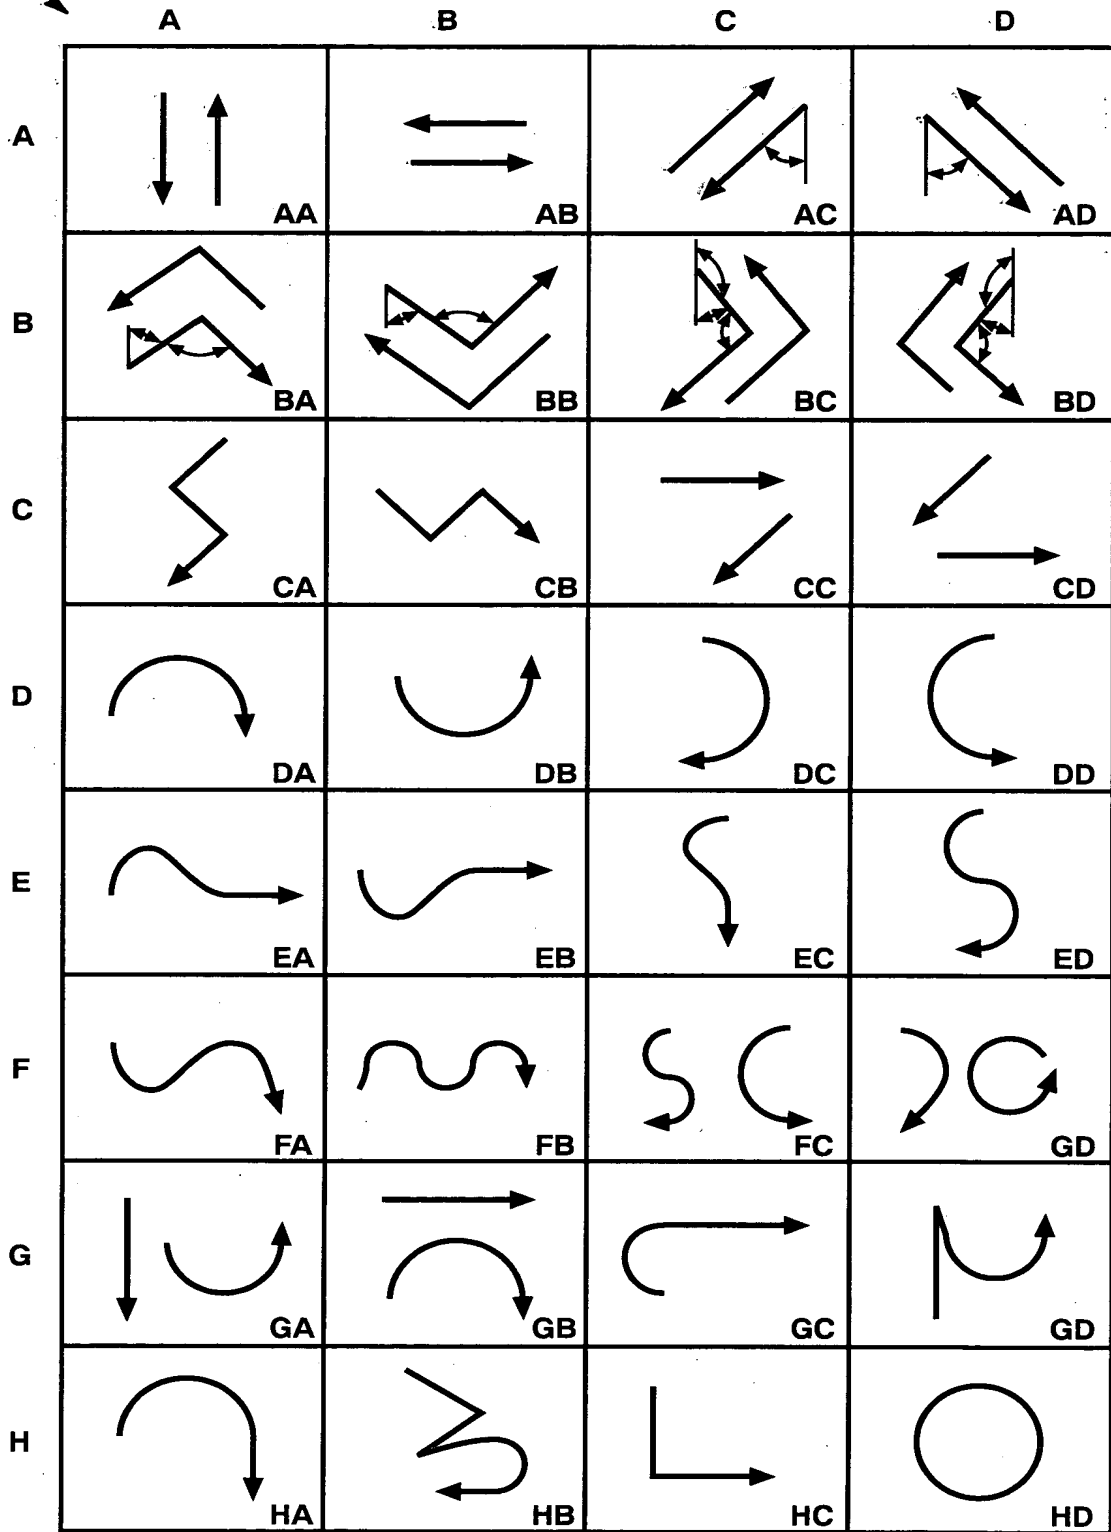 A B C D
A
AA AB AC AD
B
BA BB BC BD
C
CA CB CC CD
D
DA DB DC DD
E
EA EB EC ED
F
FA FB FC GD
G
GA GB GC GD
H
HA HB HC HD